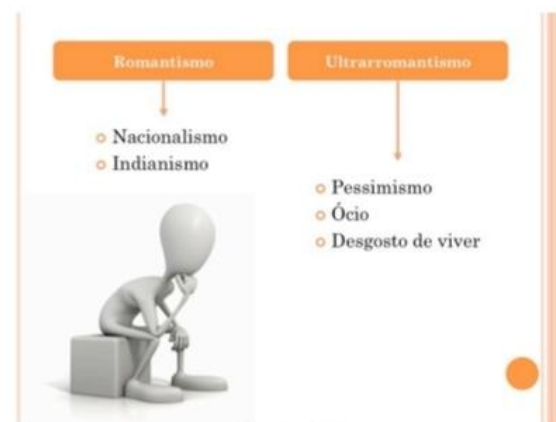 Romantismo
Ultrarromantismo
Nacionalismo
Indianismo
Pessimismo
Ócio
Desgosto de viver